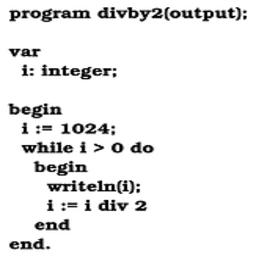 program divby2(output);

var
  i: integer;

begin
  i := 1024;
  while i > 0 do
    begin
      writeln(i);
      i := i div 2
    end
end.